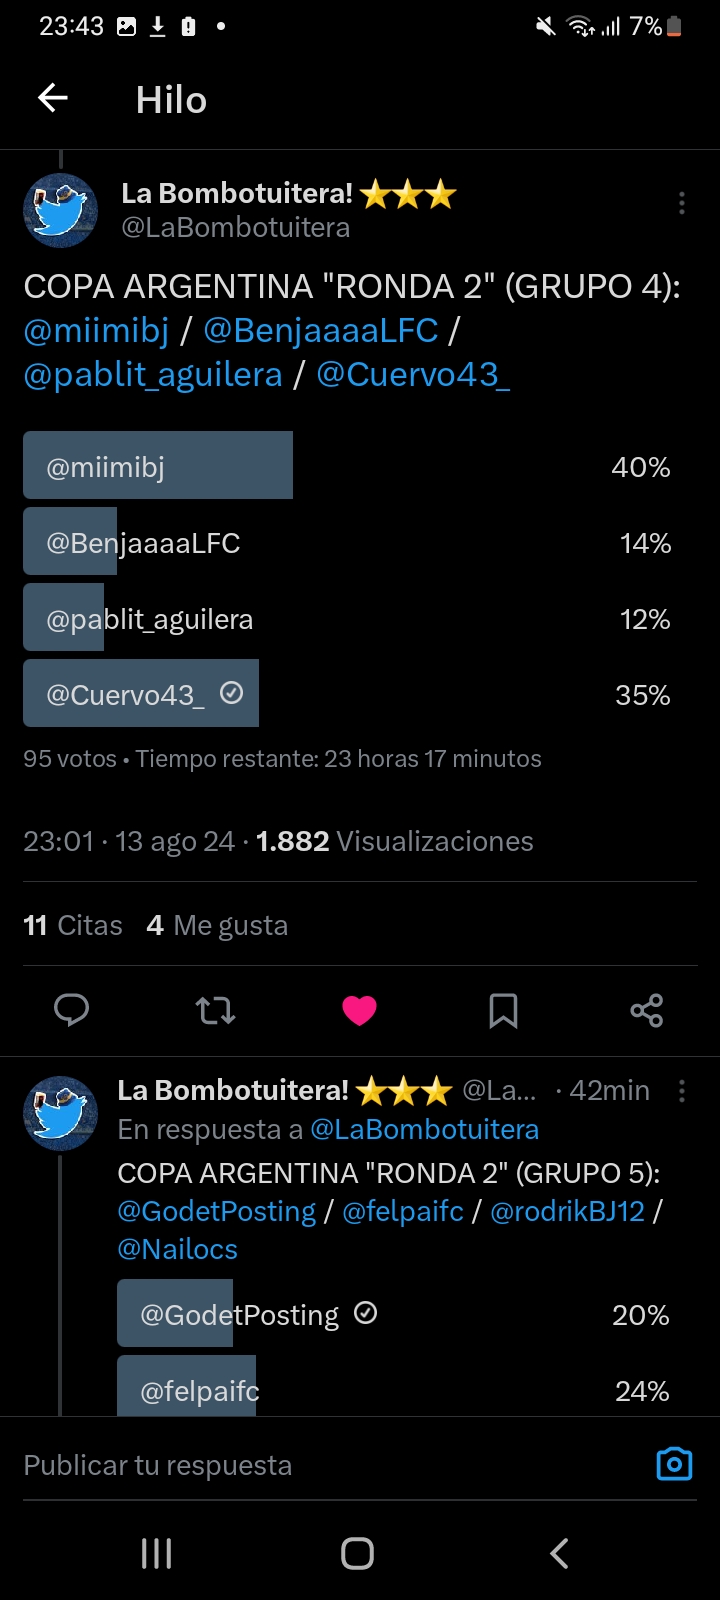 23:43
7%
Hilo
La Bombotuitera! ⭐⭐⭐
@LaBombotuitera
COPA ARGENTINA "RONDA 2" (GRUPO 4):
@miimibj / @BenjaaaaLFC /
@pablit_aguilera / @Cuervo43_
@miimibj 40%
@BenjaaaaLFC 14%
@pablit_aguilera 12%
@Cuervo43_ 35%
95 votos • Tiempo restante: 23 horas 17 minutos
23:01 · 13 ago 24 · 1.882 Visualizaciones
11 Citas 4 Me gusta
La Bombotuitera! ⭐⭐⭐ @La... · 42min
En respuesta a @LaBombotuitera
COPA ARGENTINA "RONDA 2" (GRUPO 5):
@GodetPosting / @felpaifc / @rodrikBJ12 /
@Nailocs
@GodetPosting 20%
@felpaifc 24%
Publicar tu respuesta